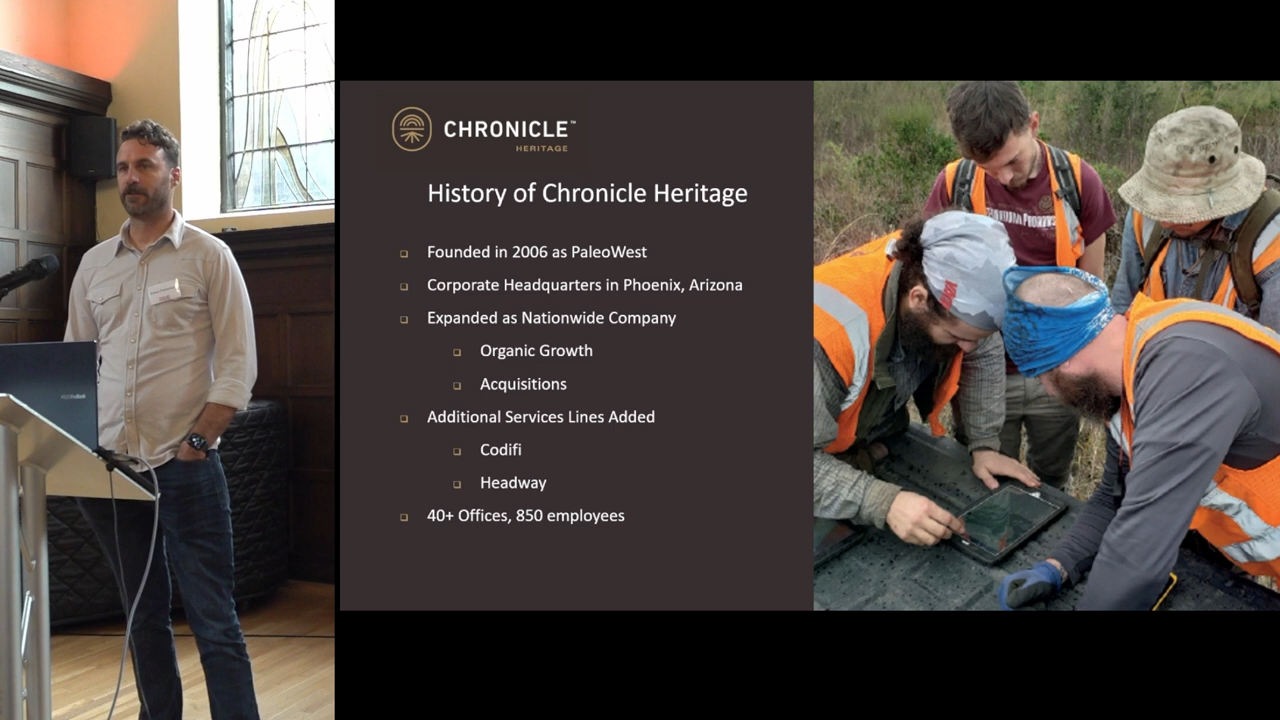 CHRONICLE™
HERITAGE
History of Chronicle Heritage
Founded in 2006 as PaleoWest
Corporate Headquarters in Phoenix, Arizona
Expanded as Nationwide Company
Organic Growth
Acquisitions
Additional Services Lines Added
Codifi
Headway
40+ Offices, 850 employees